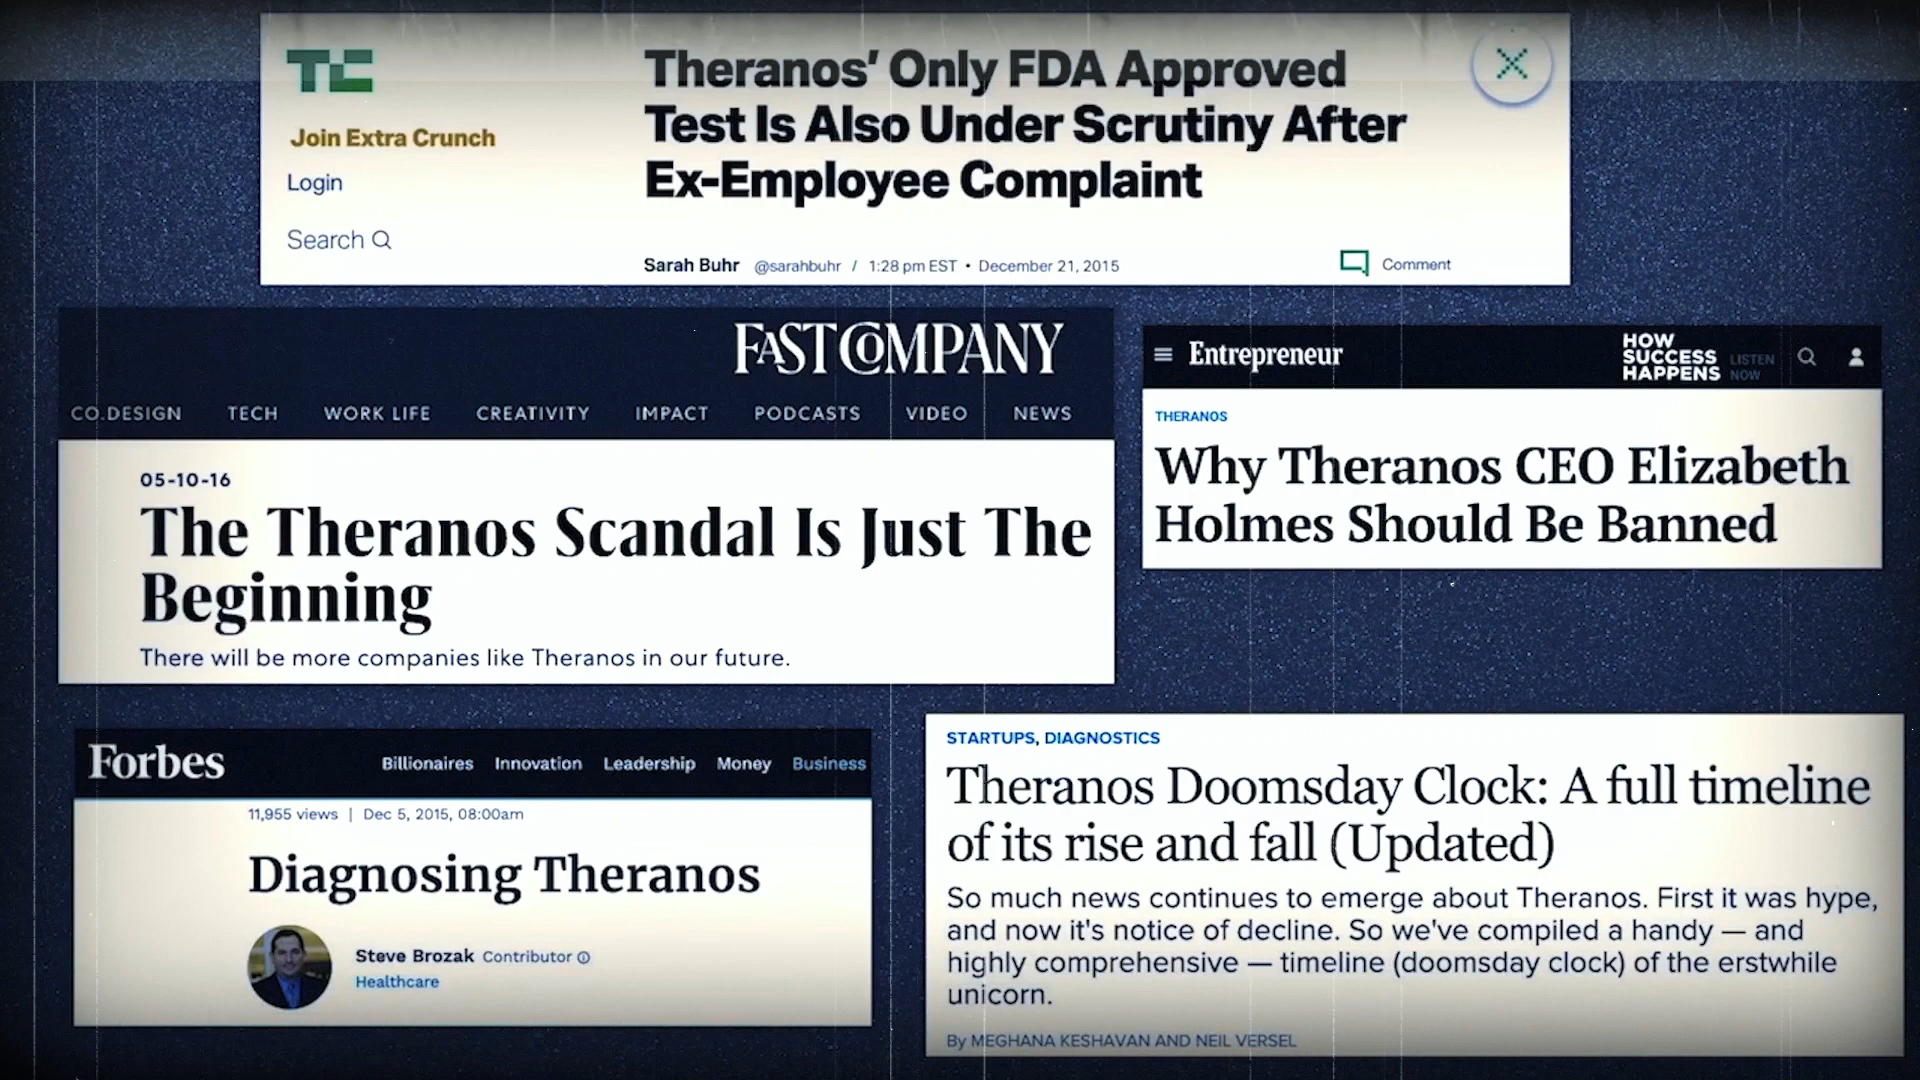 TC
Join Extra Crunch
Login
Search
Theranos' Only FDA Approved
Test Is Also Under Scrutiny After
Ex-Employee Complaint
Sarah Buhr @sarahbuhr / 1:28 pm EST • December 21, 2015
Comment
FAST COMPANY
CO.DESIGN TECH WORK LIFE CREATIVITY IMPACT PODCASTS VIDEO NEWS
05-10-16
The Theranos Scandal Is Just The
Beginning
There will be more companies like Theranos in our future.
Entrepreneur
HOW
SUCCESS
HAPPENS
LISTEN
NOW
THERANOS
Why Theranos CEO Elizabeth
Holmes Should Be Banned
Forbes
Billionaires Innovation Leadership Money Business
11,955 views | Dec 5, 2015, 08:00am
Diagnosing Theranos
Steve Brozak Contributor
Healthcare
STARTUPS, DIAGNOSTICS
Theranos Doomsday Clock: A full timeline
of its rise and fall (Updated)
So much news continues to emerge about Theranos. First it was hype,
and now it's notice of decline. So we've compiled a handy — and
highly comprehensive — timeline (doomsday clock) of the erstwhile
unicorn.
By MEGHANA KESHAVAN AND NEIL VERSEL